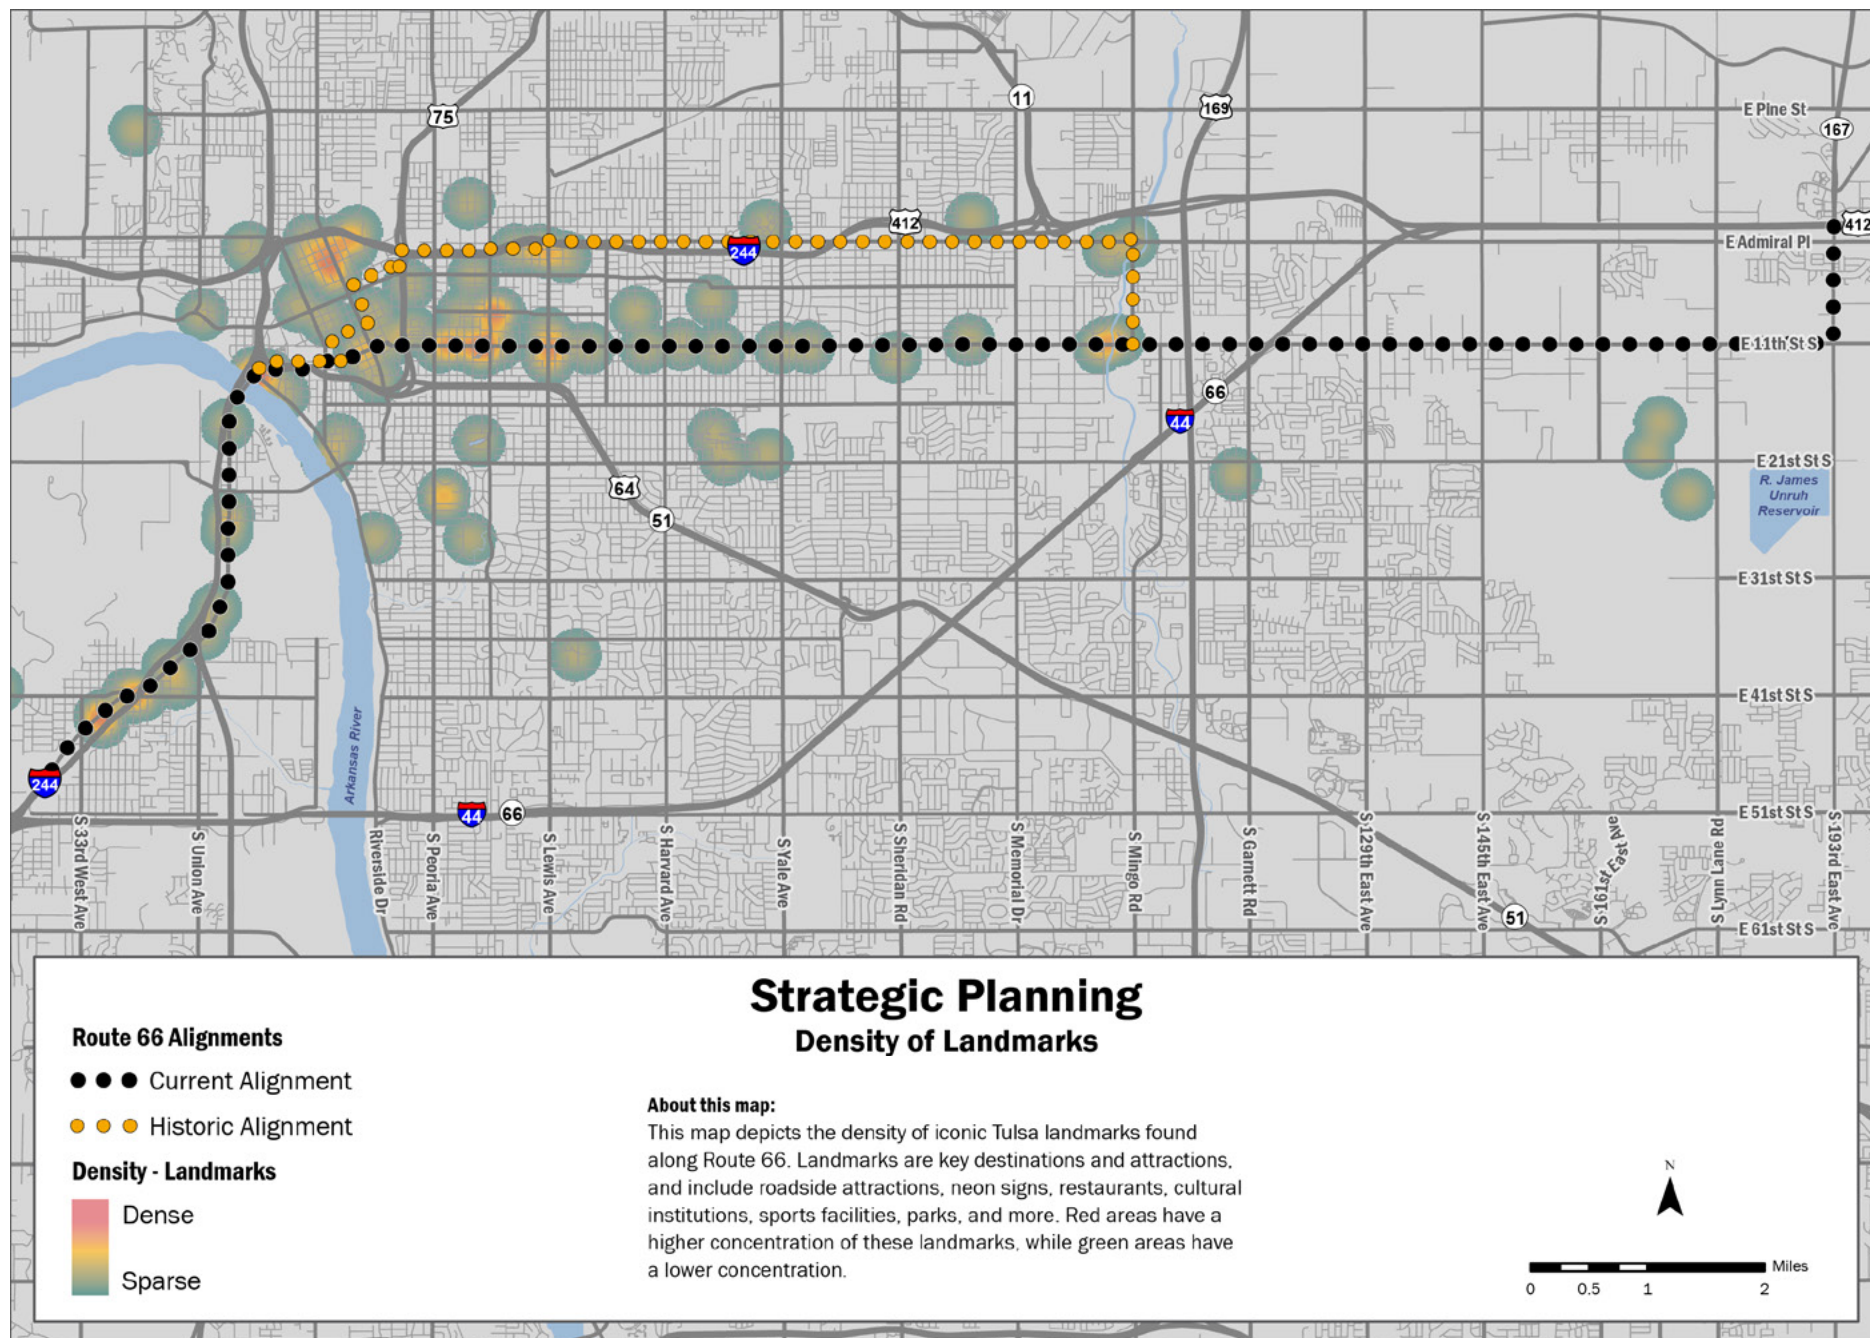 75
11
169
E Pine St
167
412
412
E Admiral Pl
244
E 11th St S
66
44
E 21st St S
R. James
Unruh
Reservoir
64
51
E 31st St S
E 41st St S
Arkansas River
244
44
66
E 51st St S
S 33rd West Ave
S Union Ave
Riverside Dr
S Peoria Ave
S Lewis Ave
S Harvard Ave
S Yale Ave
S Sheridan Rd
S Memorial Dr
S Mingo Rd
S Garnett Rd
S 129th East Ave
S 145th East Ave
S 161st East Ave
S Lynn Lane Rd
S 193rd East Ave
51
E 61st St S
Strategic Planning
Density of Landmarks
Route 66 Alignments
Current Alignment
Historic Alignment
Density - Landmarks
Dense
Sparse
About this map:
This map depicts the density of iconic Tulsa landmarks found
along Route 66. Landmarks are key destinations and attractions,
and include roadside attractions, neon signs, restaurants, cultural
institutions, sports facilities, parks, and more. Red areas have a
higher concentration of these landmarks, while green areas have
a lower concentration.
N
Miles
0 0.5 1 2